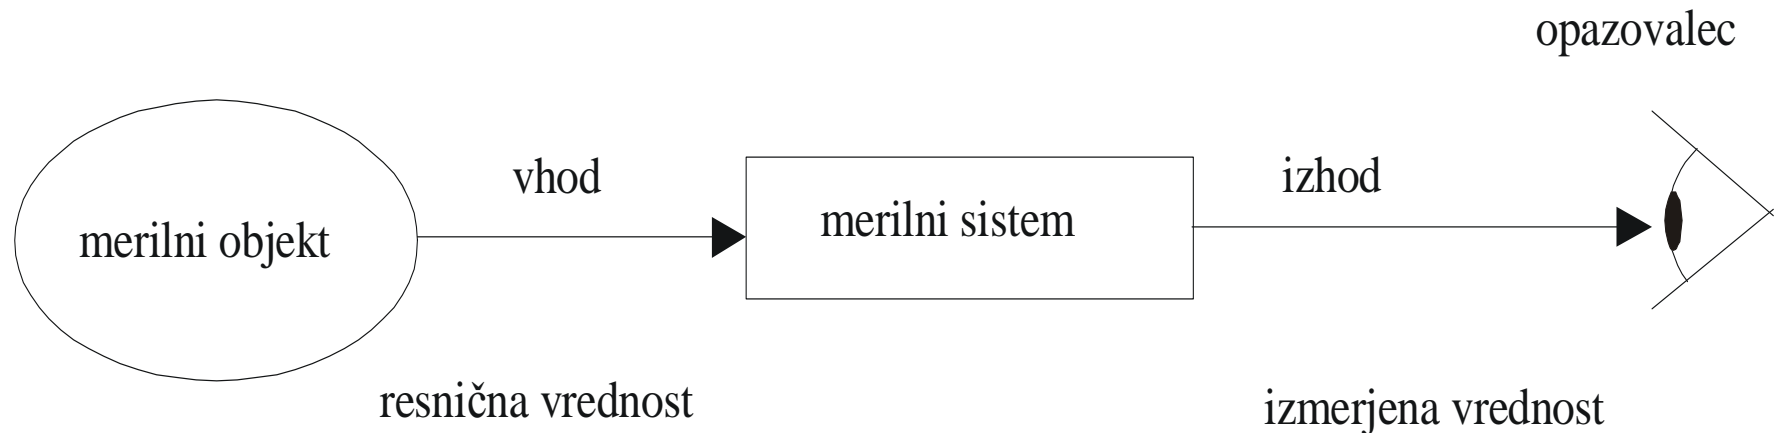 opazovalec
vhod
izhod
merilni objekt
merilni sistem
resnična vrednost
izmerjena vrednost